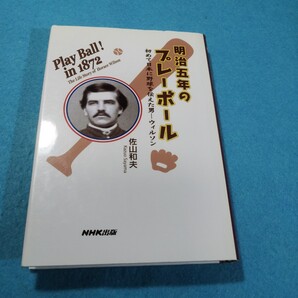 Play Ball!
in 1872
The Life Story of Horace Wilson
明治五年の
プレーボール
初めて日本に野球を伝えた男―ウィルソン
佐山和夫
Kazuo Sayama
NHK出版